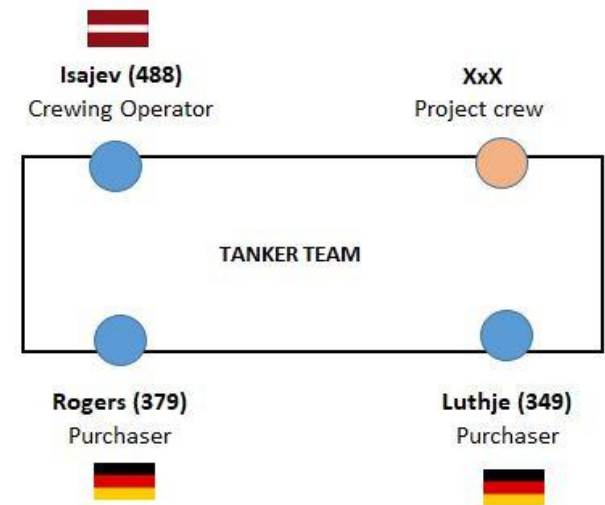 Isajev (488)
Crewing Operator
XxX
Project crew
TANKER TEAM
Rogers (379)
Purchaser
Luthje (349)
Purchaser